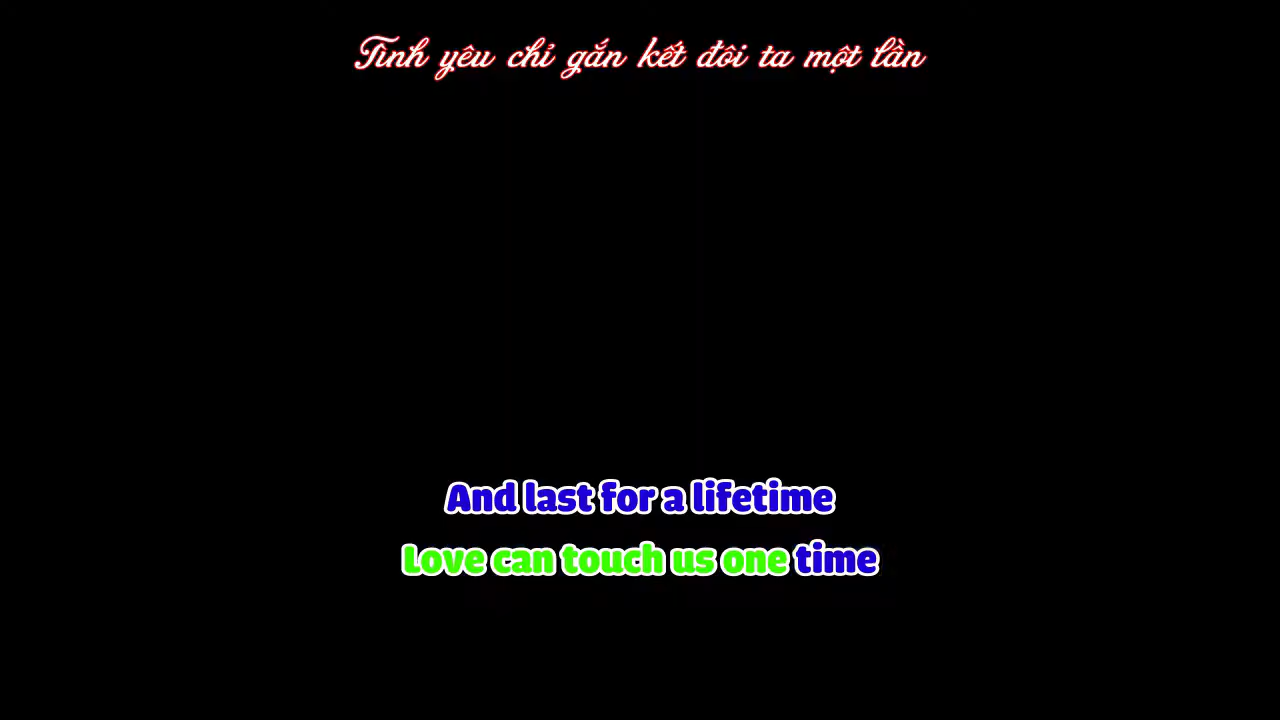 Tình yêu chỉ gắn kết đôi ta một lần
And last for a lifetime
Love can touch us one time